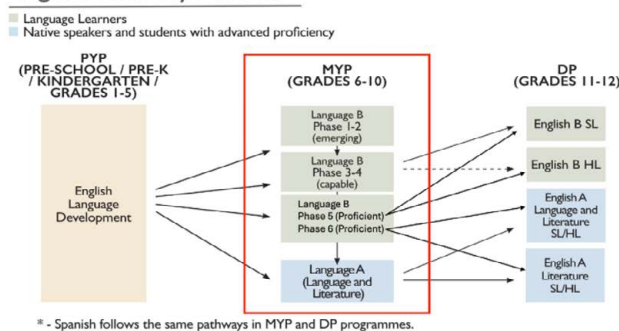 Language Learners
Native speakers and students with advanced proficiency
PYP
(PRE-SCHOOL / PRE-K
/ KINDERGARTEN /
GRADES 1-5)
MYP
(GRADES 6-10)
DP
(GRADES 11-12)
English
Language
Development
Language B
Phase 1-2
(emerging)
Language B
Phase 3-4
(capable)
Language B
Phase 5 (Proficient)
Phase 6 (Proficient)
Language A
(Language and
Literature)
English B SL
English B HL
English A
Language and
Literature
SL/HL
English A
Literature
SL/HL
* - Spanish follows the same pathways in MYP and DP programmes.